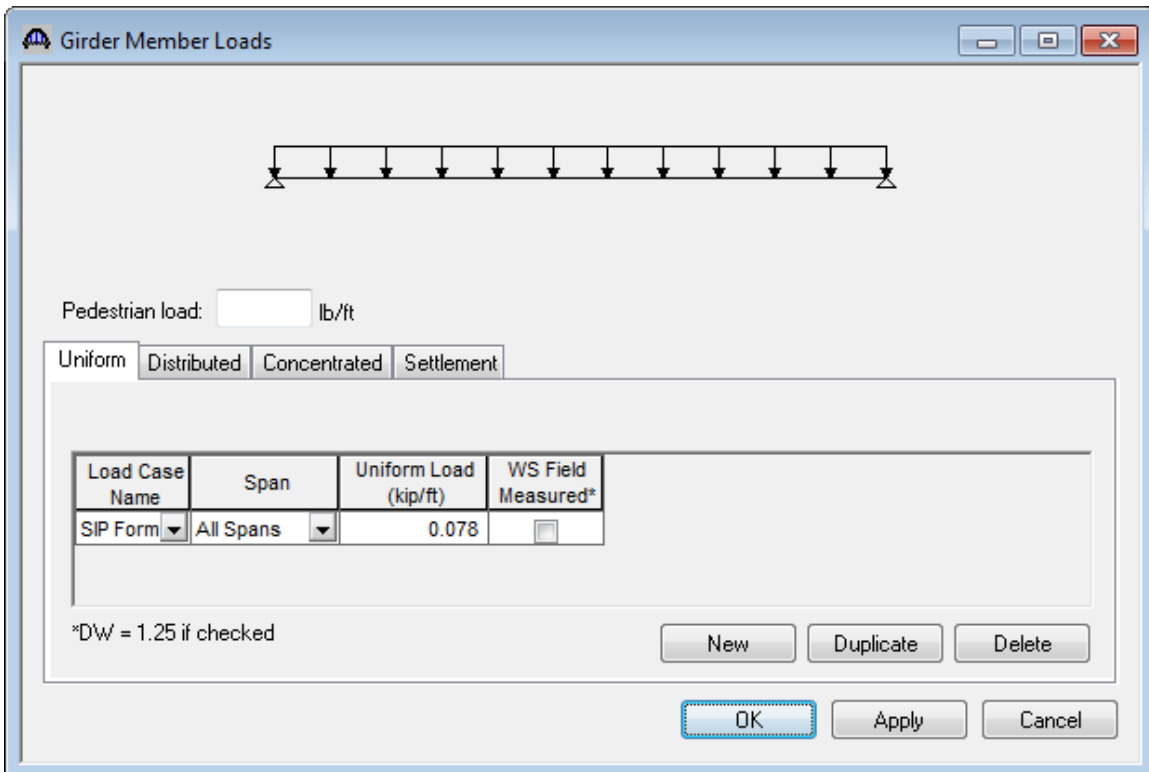 Girder Member Loads
Pedestrian load: lb/ft
Uniform Distributed Concentrated Settlement
Load Case Name Span Uniform Load (kip/ft) WS Field Measured*
SIP Form All Spans 0.078
*DW = 1.25 if checked
New Duplicate Delete
OK Apply Cancel